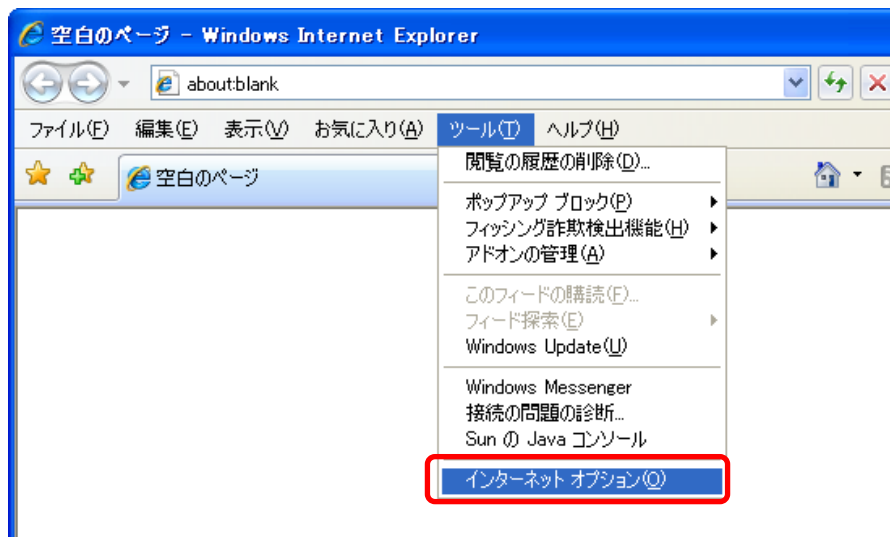 空白のページ - Windows Internet Explorer
about:blank
ファイル(F) 編集(E) 表示(V) お気に入り(A) ツール(T) ヘルプ(H)
空白のページ
閲覧の履歴の削除(D)...
ポップアップ ブロック(P)
フィッシング詐欺検出機能(H)
アドオンの管理(A)
このフィードの購読(F)...
フィード探索(E)
Windows Update(U)
Windows Messenger
接続の問題の診断...
Sun の Java コンソール
インターネット オプション(O)